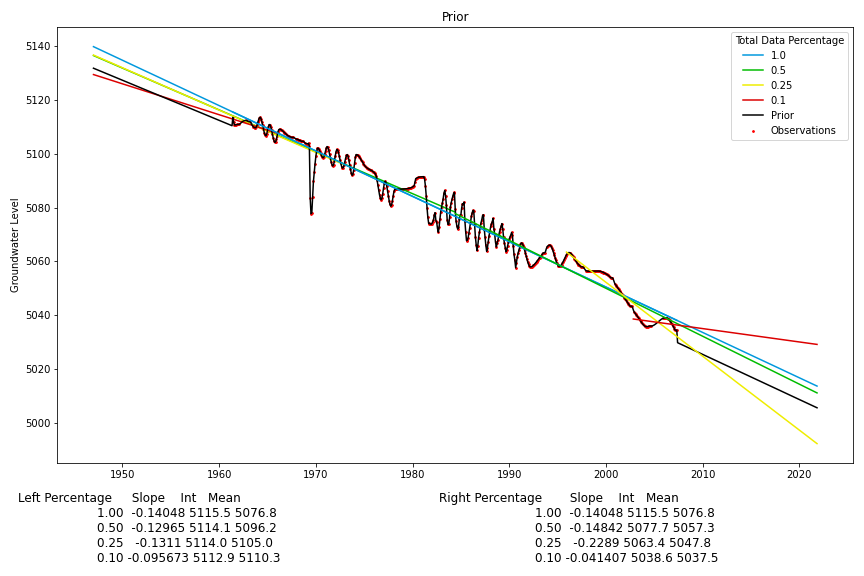 Prior
Total Data Percentage
1.0
0.5
0.25
0.1
Prior
Observations
Groundwater Level
5140
5120
5100
5080
5060
5040
5020
5000
1950 1960 1970 1980 1990 2000 2010 2020
Left Percentage Slope Int Mean
1.00 -0.14048 5115.5 5076.8
0.50 -0.12965 5114.1 5096.2
0.25 -0.1311 5114.0 5105.0
0.10 -0.095673 5112.9 5110.3
Right Percentage Slope Int Mean
1.00 -0.14048 5115.5 5076.8
0.50 -0.14842 5077.7 5057.3
0.25 -0.2289 5063.4 5047.8
0.10 -0.041407 5038.6 5037.5